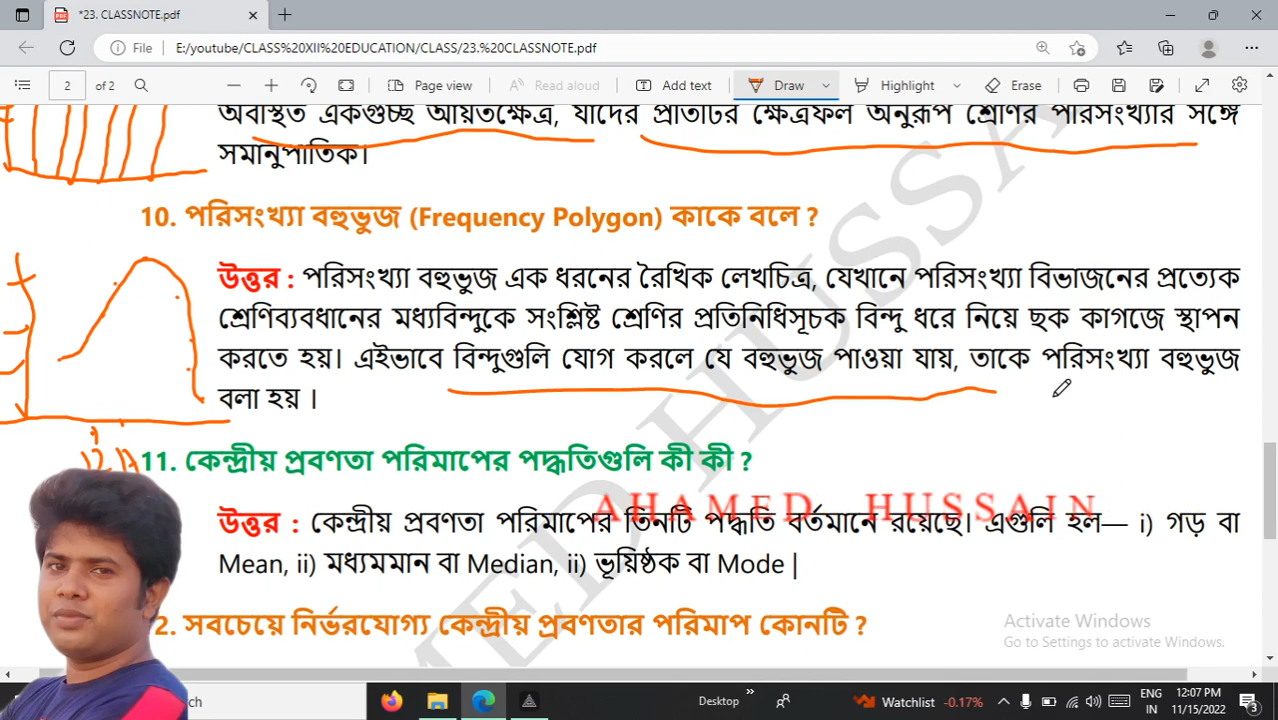 *23. CLASSNOTE.pdf
File E:/youtube/CLASS%20XII%20EDUCATION/CLASS/23.%20CLASSNOTE.pdf
2 of 2 Page view Read aloud Add text Draw Highlight Erase
অবস্থিত একগুচ্ছ আয়তক্ষেত্র, যাদের প্রতিটির ক্ষেত্রফল অনুরূপ শ্রেণির পরিসংখ্যার সঙ্গে
সমানুপাতিক।
10. পরিসংখ্যা বহুভুজ (Frequency Polygon) কাকে বলে ?
উত্তর : পরিসংখ্যা বহুভুজ এক ধরনের রৈখিক লেখচিত্র, যেখানে পরিসংখ্যা বিভাজনের প্রত্যেক
শ্রেণিব্যবধানের মধ্যবিন্দুকে সংশ্লিষ্ট শ্রেণির প্রতিনিধিসূচক বিন্দু ধরে নিয়ে ছক কাগজে স্থাপন
করতে হয়। এইভাবে বিন্দুগুলি যোগ করলে যে বহুভুজ পাওয়া যায়, তাকে পরিসংখ্যা বহুভুজ
বলা হয় ।
11. কেন্দ্রীয় প্রবণতা পরিমাপের পদ্ধতিগুলি কী কী ?
AHAMED HUSSAIN
উত্তর : কেন্দ্রীয় প্রবণতা পরিমাপের তিনটি পদ্ধতি বর্তমানে রয়েছে। এগুলি হল— i) গড় বা
Mean, ii) মধ্যমমান বা Median, ii) ভূয়িষ্ঠক বা Mode |
2. সবচেয়ে নির্ভরযোগ্য কেন্দ্রীয় প্রবণতার পরিমাপ কোনটি ?
AMED HUSSA
Activate Windows
Go to Settings to activate Windows.
rch Desktop Watchlist -0.17% ENG 12:07 PM
IN 11/15/2022 3